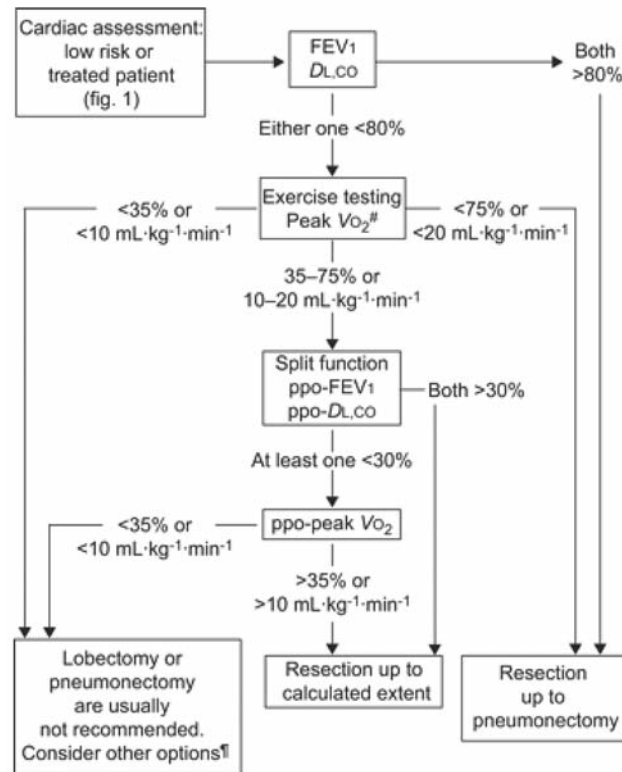 Cardiac assessment:
low risk or
treated patient
(fig. 1)
FEV1
DL,CO
Both
>80%
Either one <80%
Exercise testing
Peak VO2#
<35% or
<10 mL·kg-1·min-1
<75% or
<20 mL·kg-1·min-1
35–75% or
10–20 mL·kg-1·min-1
Split function
ppo-FEV1
ppo-DL,CO
Both >30%
At least one <30%
ppo-peak VO2
<35% or
<10 mL·kg-1·min-1
>35% or
>10 mL·kg-1·min-1
Lobectomy or
pneumonectomy
are usually
not recommended.
Consider other options¶
Resection up to
calculated extent
Resection
up to
pneumonectomy